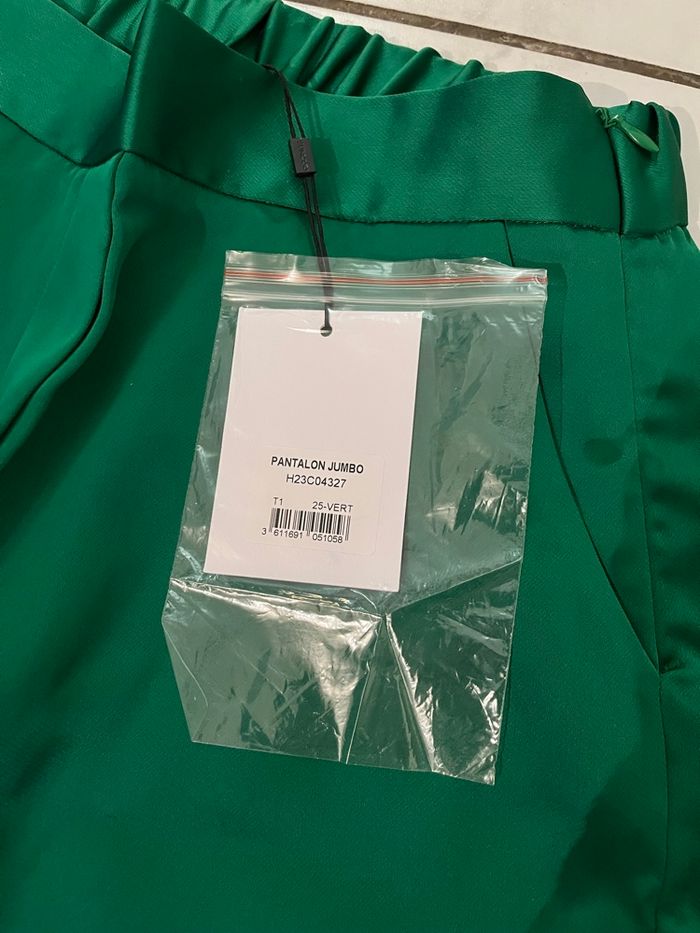 PANTALON JUMBO
H23C04327
T1 25-VERT
3 611691 051058